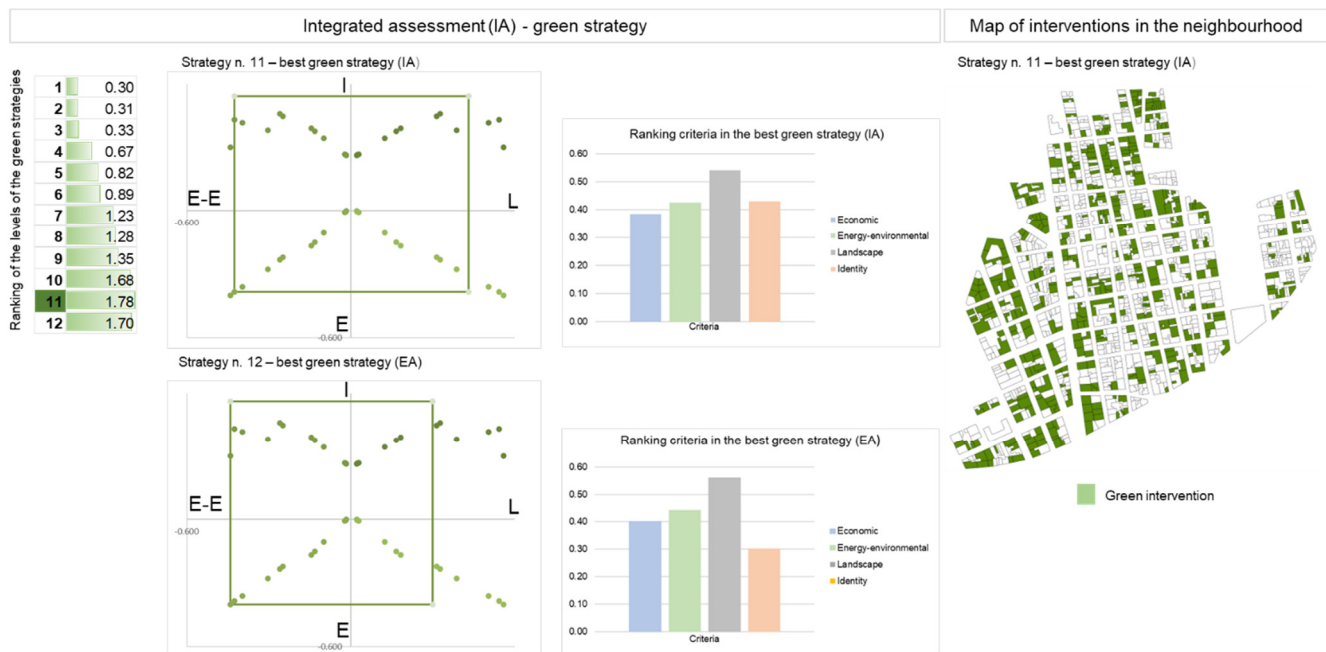 Integrated assessment (IA) - green strategy
Map of interventions in the neighbourhood
Ranking of the levels of the green strategies
1 0.30
2 0.31
3 0.33
4 0.67
5 0.82
6 0.89
7 1.23
8 1.28
9 1.35
10 1.68
11 1.78
12 1.70
Strategy n. 11 – best green strategy (IA)
I
E-E
L
-0.600
E
-0.600
Ranking criteria in the best green strategy (IA)
0.60
0.50
0.40
0.30
0.20
0.10
0.00
Criteria
Economic
Energy-environmental
Landscape
Identity
Strategy n. 12 – best green strategy (EA)
I
E-E
L
-0.600
E
-0.600
Ranking criteria in the best green strategy (EA)
0.60
0.50
0.40
0.30
0.20
0.10
0.00
Criteria
Economic
Energy-environmental
Landscape
Identity
Strategy n. 11 – best green strategy (IA)
Green intervention